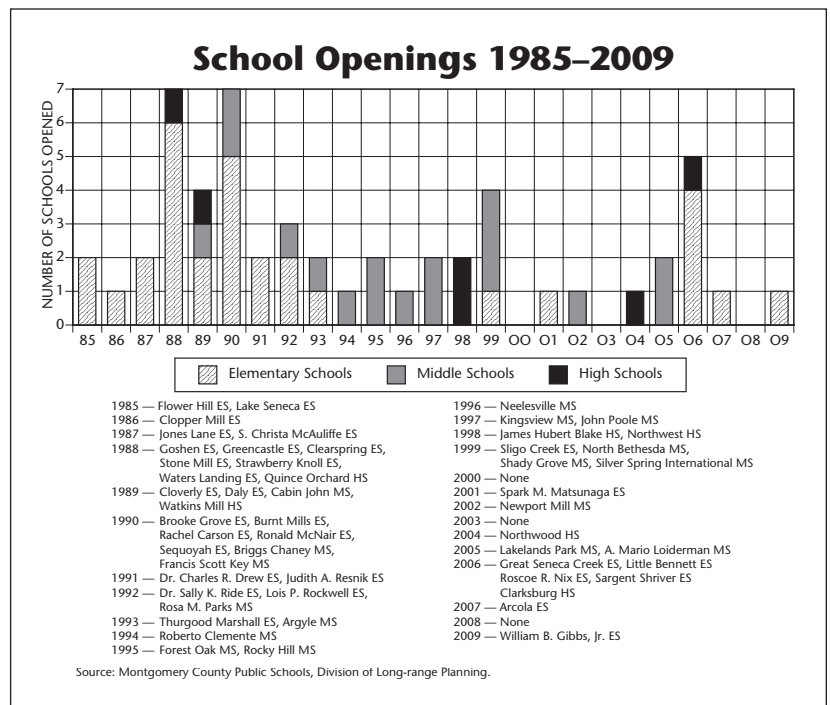 School Openings 1985–2009
NUMBER OF SCHOOLS OPENED
7
6
5
4
3
2
1
0
85 86 87 88 89 90 91 92 93 94 95 96 97 98 99 OO O1 O2 O3 O4 O5 O6 O7 O8 O9
Elementary Schools Middle Schools High Schools
1985 — Flower Hill ES, Lake Seneca ES
1986 — Clopper Mill ES
1987 — Jones Lane ES, S. Christa McAuliffe ES
1988 — Goshen ES, Greencastle ES, Clearspring ES,
Stone Mill ES, Strawberry Knoll ES,
Waters Landing ES, Quince Orchard HS
1989 — Cloverly ES, Daly ES, Cabin John MS,
Watkins Mill HS
1990 — Brooke Grove ES, Burnt Mills ES,
Rachel Carson ES, Ronald McNair ES,
Sequoyah ES, Briggs Chaney MS,
Francis Scott Key MS
1991 — Dr. Charles R. Drew ES, Judith A. Resnik ES
1992 — Dr. Sally K. Ride ES, Lois P. Rockwell ES,
Rosa M. Parks MS
1993 — Thurgood Marshall ES, Argyle MS
1994 — Roberto Clemente MS
1995 — Forest Oak MS, Rocky Hill MS
1996 — Neelesville MS
1997 — Kingsview MS, John Poole MS
1998 — James Hubert Blake HS, Northwest HS
1999 — Sligo Creek ES, North Bethesda MS,
Shady Grove MS, Silver Spring International MS
2000 — None
2001 — Spark M. Matsunaga ES
2002 — Newport Mill MS
2003 — None
2004 — Northwood HS
2005 — Lakelands Park MS, A. Mario Loiderman MS
2006 — Great Seneca Creek ES, Little Bennett ES
Roscoe R. Nix ES, Sargent Shriver ES
Clarksburg HS
2007 — Arcola ES
2008 — None
2009 — William B. Gibbs, Jr. ES
Source: Montgomery County Public Schools, Division of Long-range Planning.